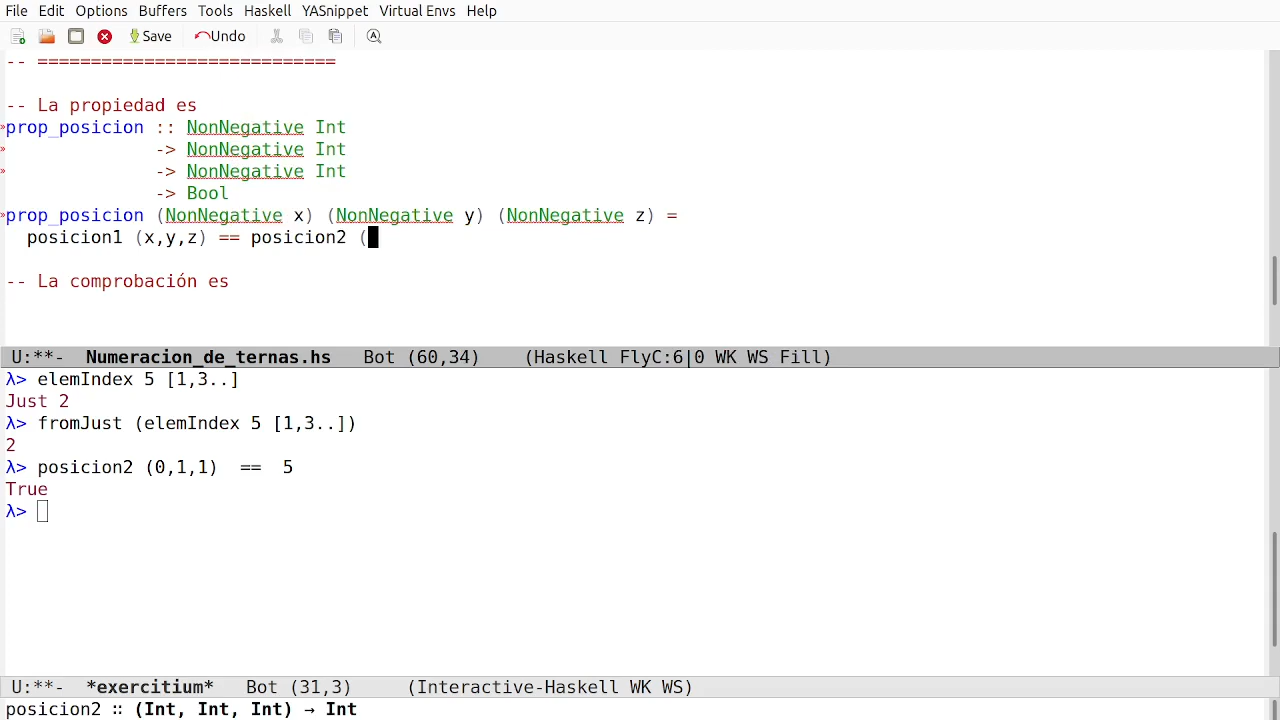 File Edit Options Buffers Tools Haskell YASnippet Virtual Envs Help
Save Undo
-- ============================
-- La propiedad es
prop_posicion :: NonNegative Int
-> NonNegative Int
-> NonNegative Int
-> Bool
prop_posicion (NonNegative x) (NonNegative y) (NonNegative z) =
posicion1 (x,y,z) == posicion2 (
-- La comprobación es
U:**- Numeracion_de_ternas.hs Bot (60,34) (Haskell FlyC:6|0 WK WS Fill)
λ> elemIndex 5 [1,3..]
Just 2
λ> fromJust (elemIndex 5 [1,3..])
2
λ> posicion2 (0,1,1) == 5
True
λ>
U:**- *exercitium* Bot (31,3) (Interactive-Haskell WK WS)
posicion2 :: (Int, Int, Int) → Int